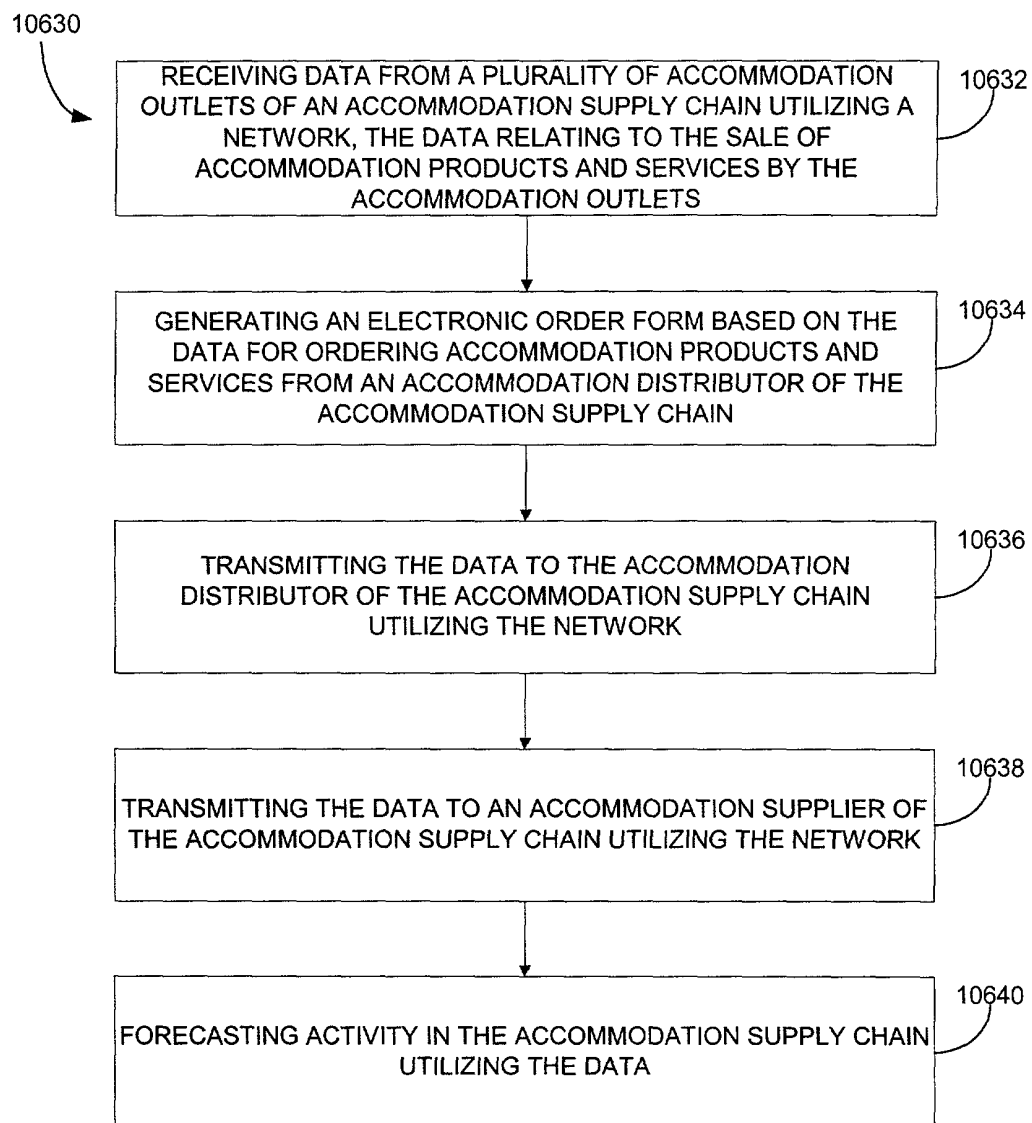 10630
RECEIVING DATA FROM A PLURALITY OF ACCOMMODATION
OUTLETS OF AN ACCOMMODATION SUPPLY CHAIN UTILIZING A
NETWORK, THE DATA RELATING TO THE SALE OF
ACCOMMODATION PRODUCTS AND SERVICES BY THE
ACCOMMODATION OUTLETS
10632
GENERATING AN ELECTRONIC ORDER FORM BASED ON THE
DATA FOR ORDERING ACCOMMODATION PRODUCTS AND
SERVICES FROM AN ACCOMMODATION DISTRIBUTOR OF THE
ACCOMMODATION SUPPLY CHAIN
10634
TRANSMITTING THE DATA TO THE ACCOMMODATION
DISTRIBUTOR OF THE ACCOMMODATION SUPPLY CHAIN
UTILIZING THE NETWORK
10636
TRANSMITTING THE DATA TO AN ACCOMMODATION SUPPLIER OF
THE ACCOMMODATION SUPPLY CHAIN UTILIZING THE NETWORK
10638
FORECASTING ACTIVITY IN THE ACCOMMODATION SUPPLY CHAIN
UTILIZING THE DATA
10640